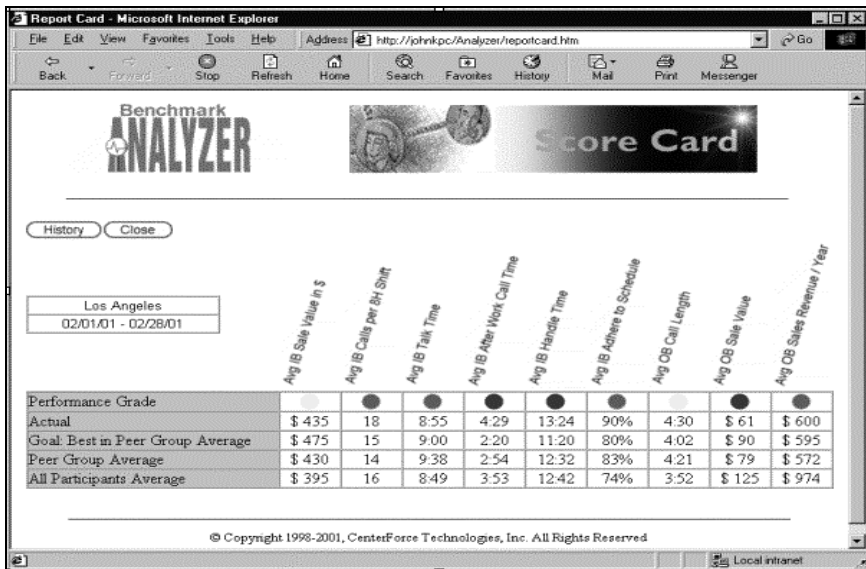 Report Card - Microsoft Internet Explorer
File Edit View Favorites Tools Help Address http://johnkpc/Analyzer/reportcard.htm Go
Back Forward Stop Refresh Home Search Favorites History Mail Print Messenger
Benchmark
ANALYZER
Score Card
History Close
Los Angeles
02/01/01 - 02/28/01
Avg IB Sale Value in $
Avg IB Calls per 8H Shift
Avg IB Talk Time
Avg IB After Work Call Time
Avg IB Handle Time
Avg IB Adhere to Schedule
Avg OB Call Length
Avg OB Sale Value
Avg OB Sales Revenue / Year
Performance Grade
Actual $ 435 18 8:55 4:29 13:24 90% 4:30 $ 61 $ 600
Goal: Best in Peer Group Average $ 475 15 9:00 2:20 11:20 80% 4:02 $ 90 $ 595
Peer Group Average $ 430 14 9:38 2:54 12:32 83% 4:21 $ 79 $ 572
All Participants Average $ 395 16 8:49 3:53 12:42 74% 3:52 $ 125 $ 974
© Copyright 1998-2001, CenterForce Technologies, Inc. All Rights Reserved
Local intranet